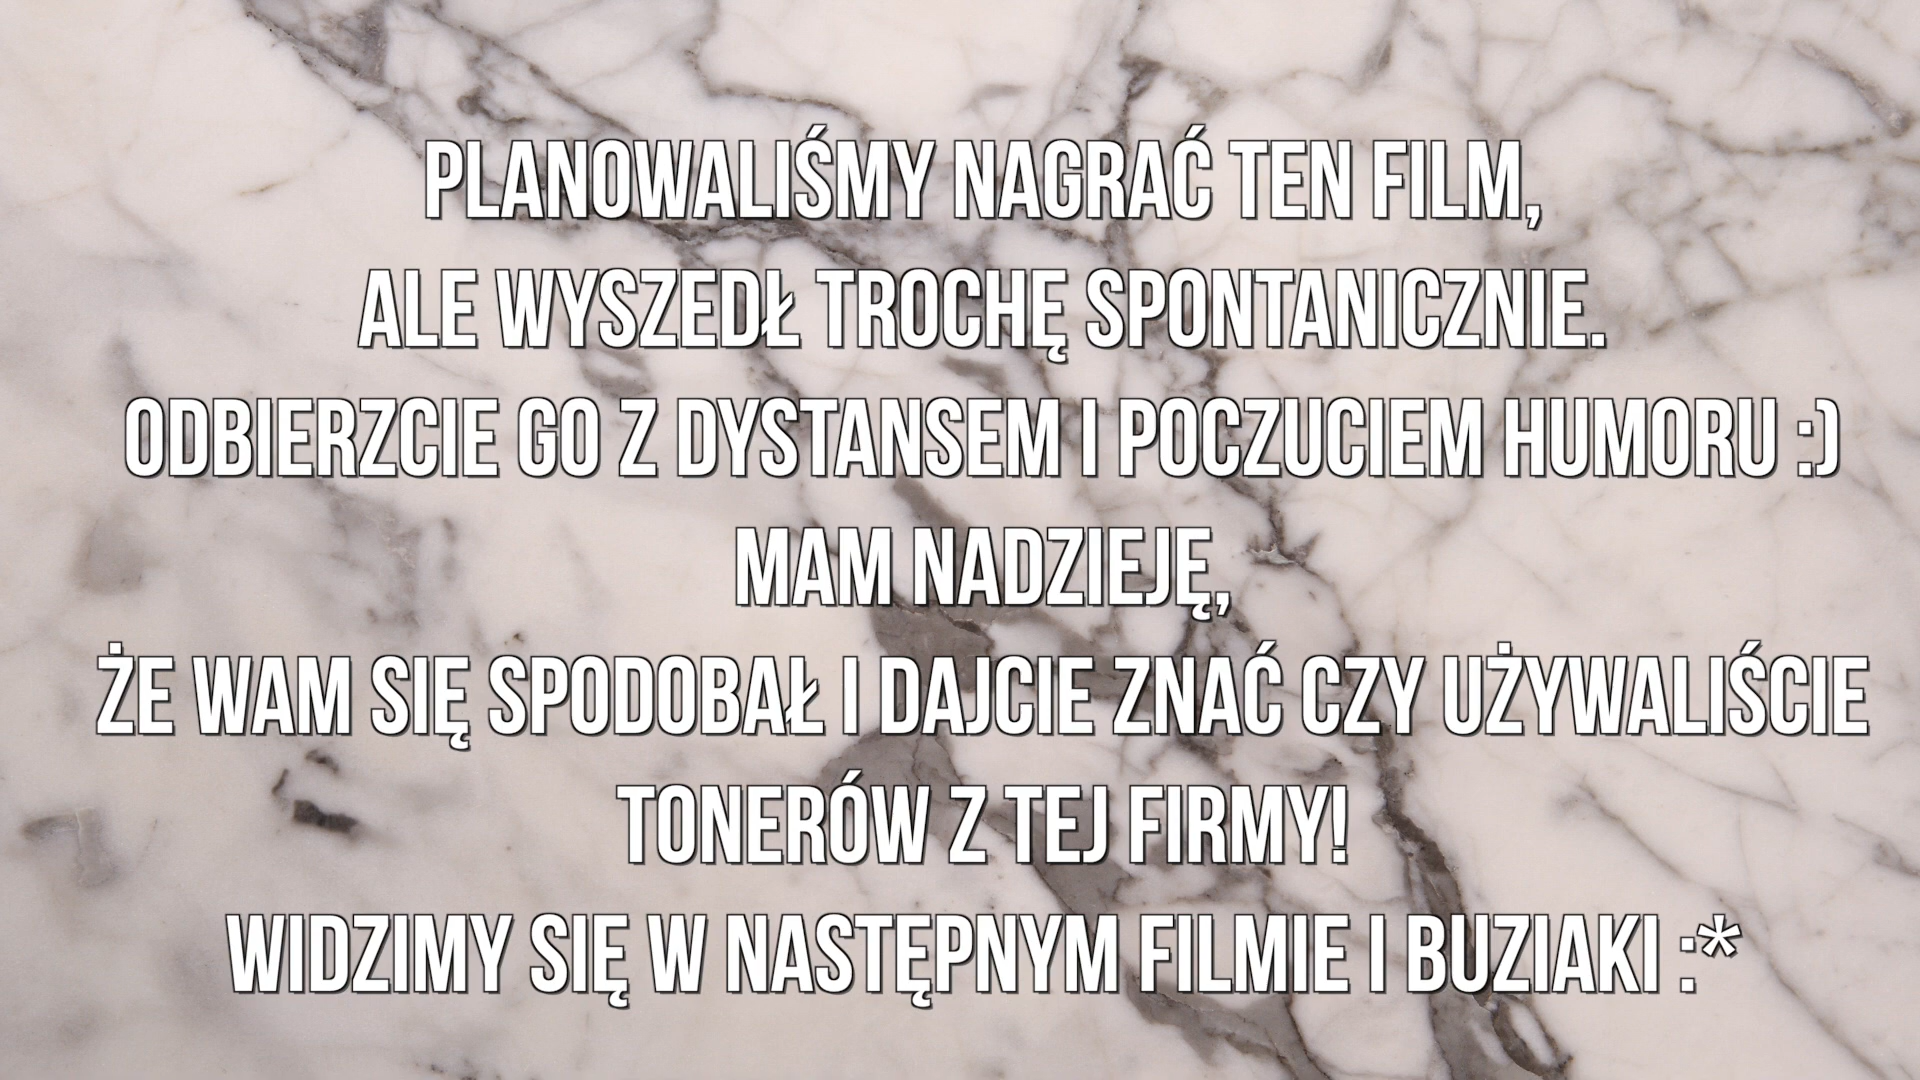 PLANOWALIŚMY NAGRAĆ TEN FILM,
ALE WYSZEDŁ TROCHĘ SPONTANICZNIE.
ODBIERZCIE GO Z DYSTANSEM I POCZUCIEM HUMORU :)
MAM NADZIEJĘ,
ŻE WAM SIĘ SPODOBAŁ I DAJCIE ZNAĆ CZY UŻYWALIŚCIE
TONERÓW Z TEJ FIRMY!
WIDZIMY SIĘ W NASTĘPNYM FILMIE I BUZIAKI :*